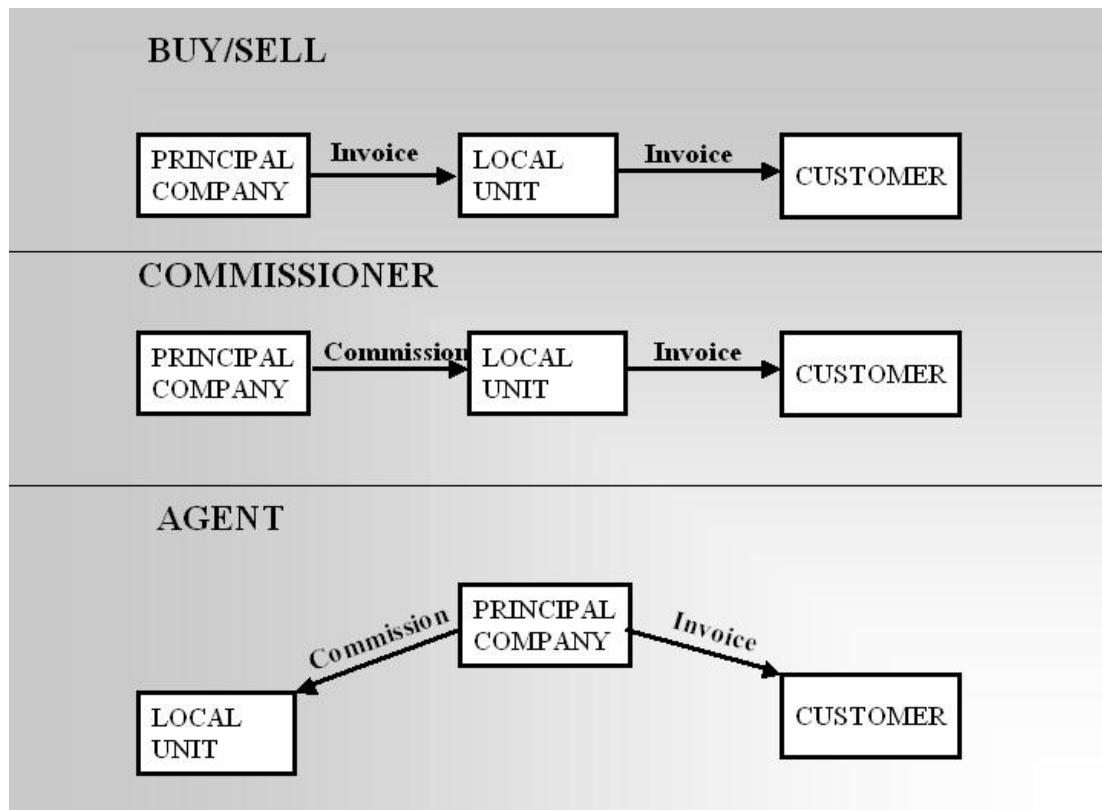 BUY/SELL
PRINCIPAL
COMPANY
Invoice
LOCAL
UNIT
Invoice
CUSTOMER
COMMISSIONER
PRINCIPAL
COMPANY
Commission
LOCAL
UNIT
Invoice
CUSTOMER
AGENT
PRINCIPAL
COMPANY
Commission
Invoice
LOCAL
UNIT
CUSTOMER